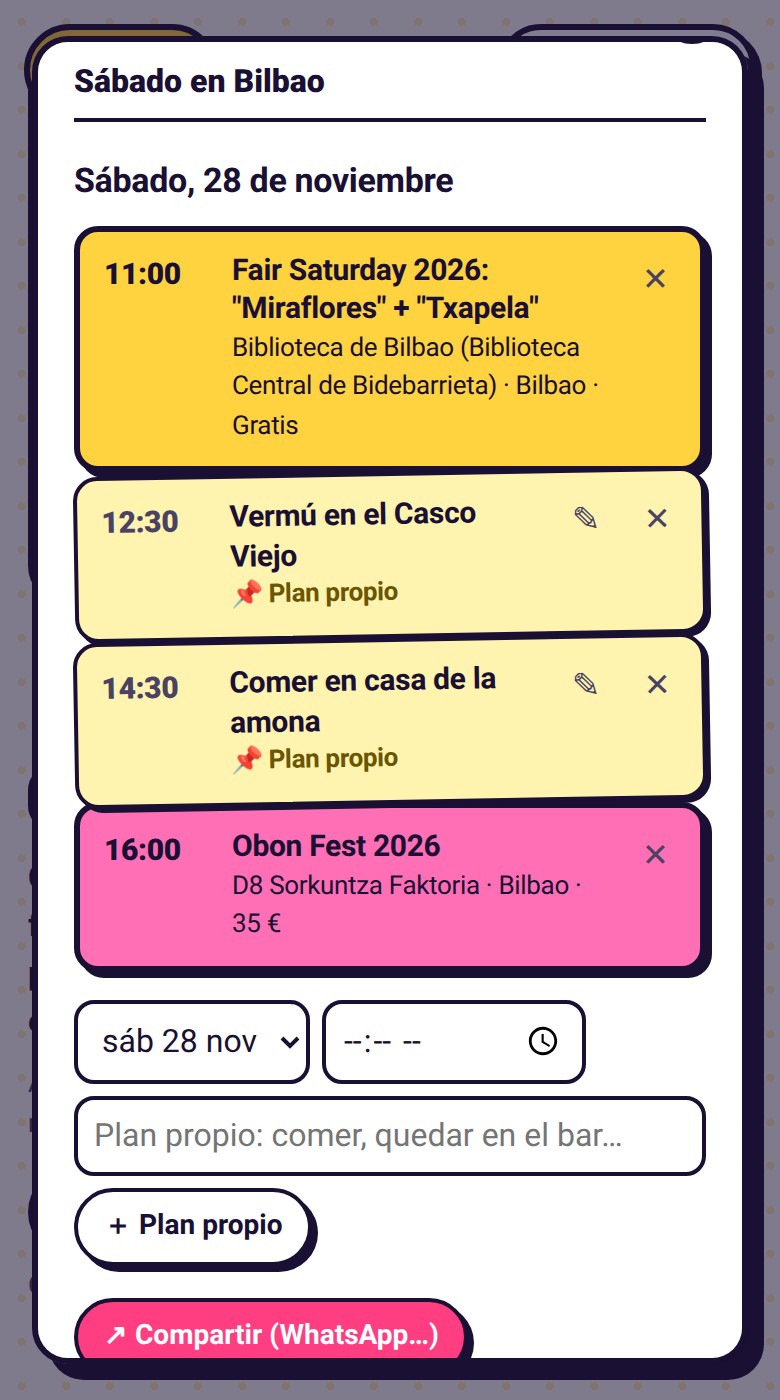 Sábado en Bilbao
Sábado, 28 de noviembre
11:00
Fair Saturday 2026:
"Miraflores" + "Txapela"
✕
Biblioteca de Bilbao (Biblioteca
Central de Bidebarrieta) · Bilbao ·
Gratis
12:30
Vermú en el Casco
Viejo
✎ ✕
📌 Plan propio
14:30
Comer en casa de la
amona
✎ ✕
📌 Plan propio
16:00
Obon Fest 2026
✕
D8 Sorkuntza Faktoria · Bilbao ·
35 €
sáb 28 nov
--:-- --
Plan propio: comer, quedar en el bar…
+ Plan propio
↗ Compartir (WhatsApp…)